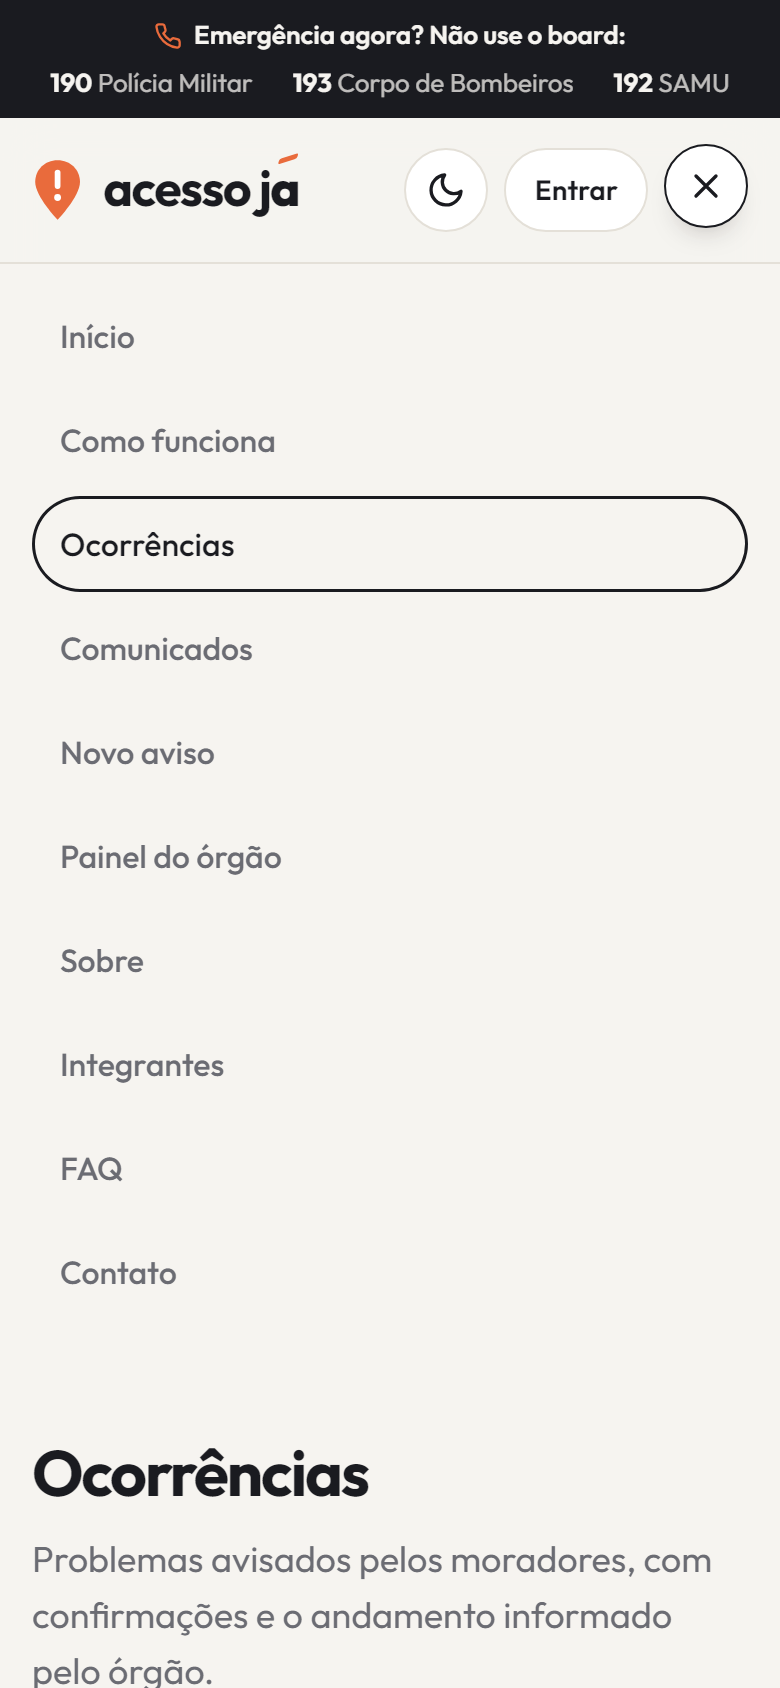 Emergência agora? Não use o board:
190 Polícia Militar 193 Corpo de Bombeiros 192 SAMU
acesso já
Entrar
Início
Como funciona
Ocorrências
Comunicados
Novo aviso
Painel do órgão
Sobre
Integrantes
FAQ
Contato
Ocorrências
Problemas avisados pelos moradores, com
confirmações e o andamento informado
pelo órgão.